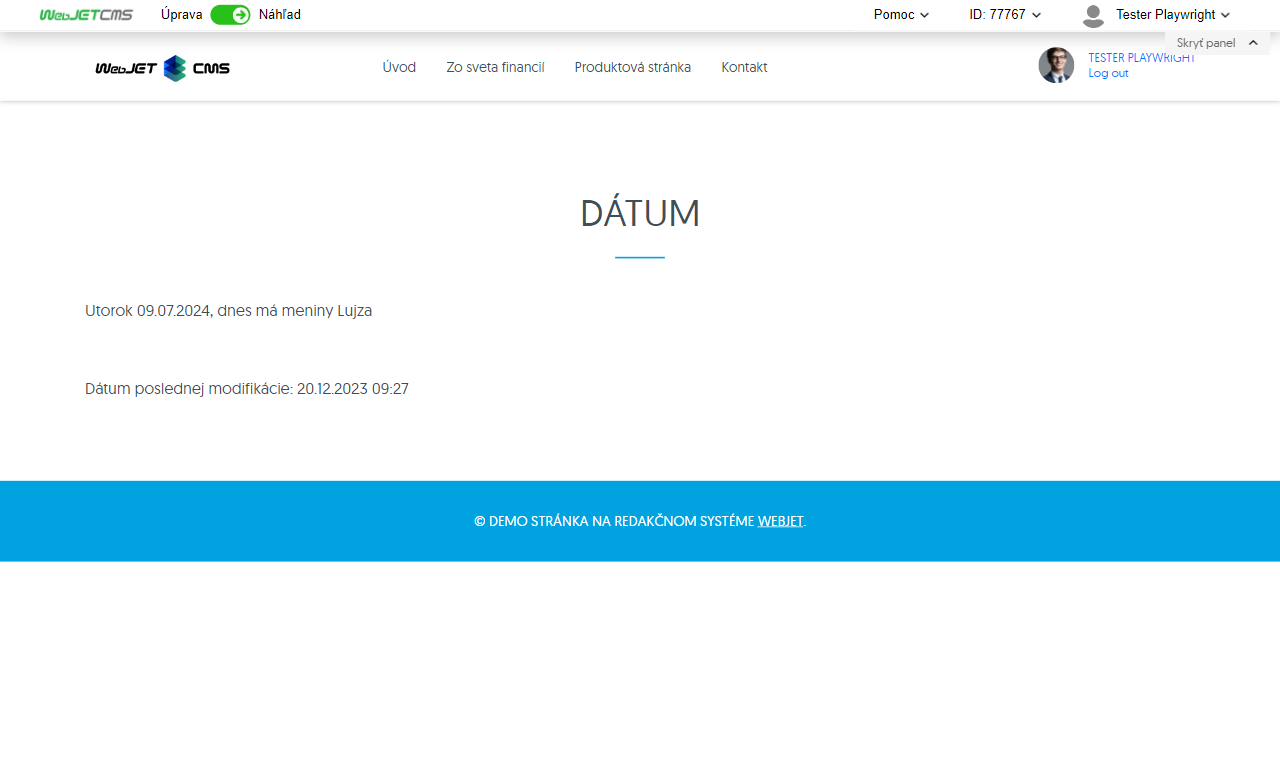 WebJETCMS Úprava Náhľad Pomoc ID: 77767 Tester Playwright
Skryť panel
WebJET CMS Úvod Zo sveta financií Produktová stránka Kontakt TESTER PLAYWRIGHT
Log out
DÁTUM
Utorok 09.07.2024, dnes má meniny Lujza
Dátum poslednej modifikácie: 20.12.2023 09:27
© DEMO STRÁNKA NA REDAKČNOM SYSTÉME WEBJET.